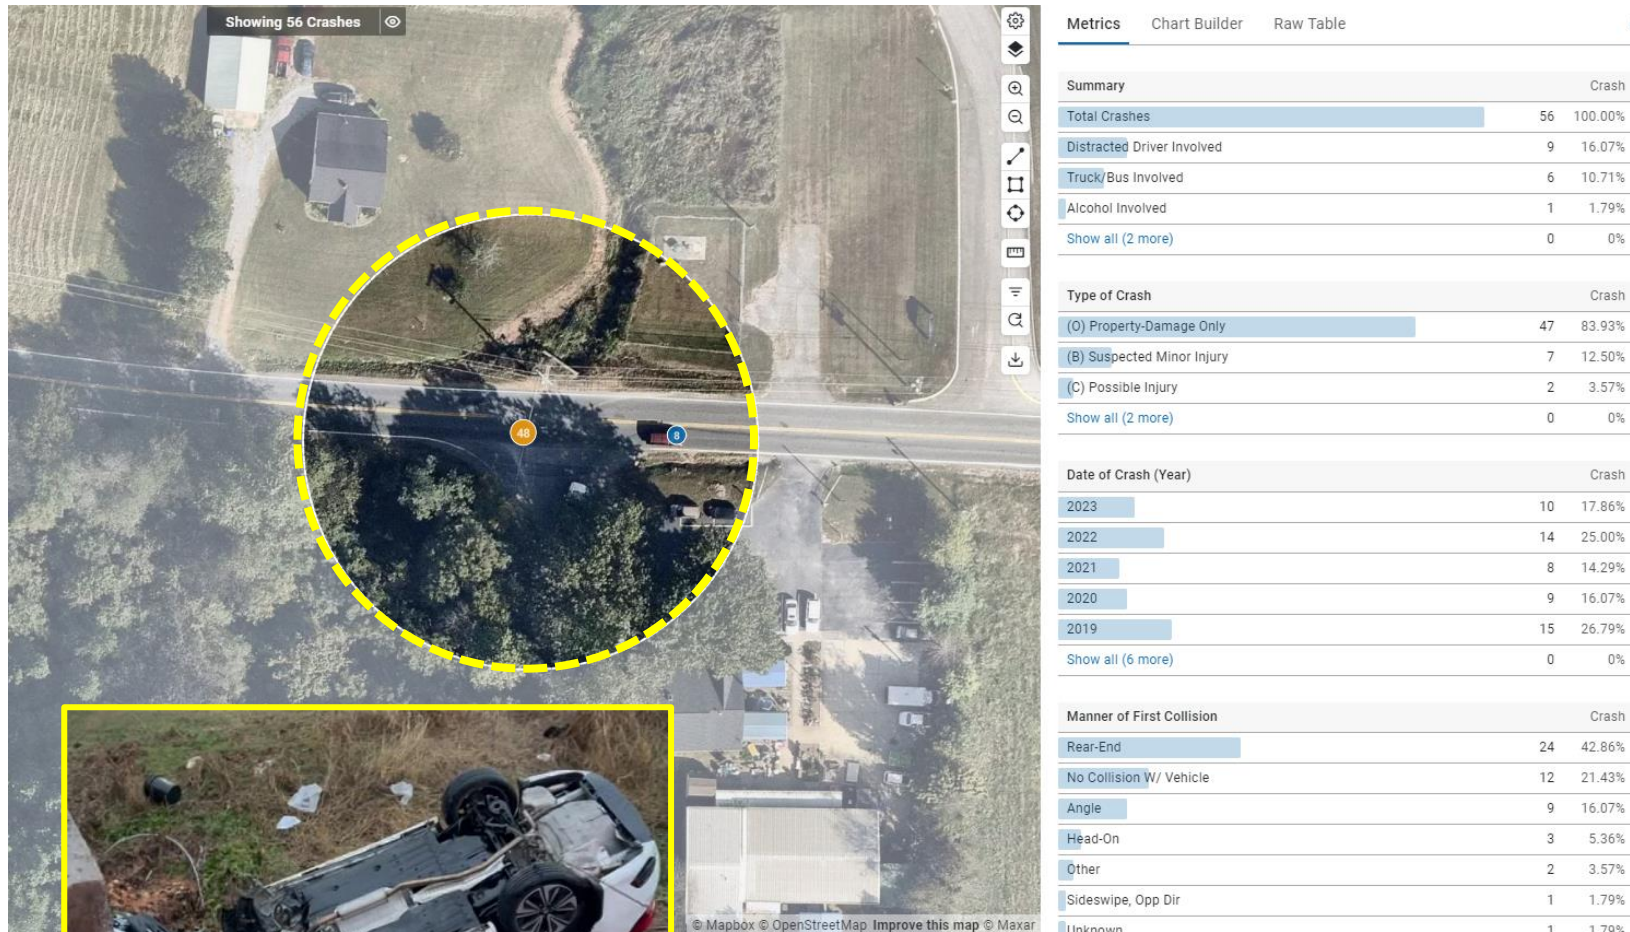 Showing 56 Crashes
48
8
© Mapbox © OpenStreetMap Improve this map © Maxar
Metrics Chart Builder Raw Table
Summary Crash
Total Crashes 56 100.00%
Distracted Driver Involved 9 16.07%
Truck/Bus Involved 6 10.71%
Alcohol Involved 1 1.79%
Show all (2 more) 0 0%
Type of Crash Crash
(O) Property-Damage Only 47 83.93%
(B) Suspected Minor Injury 7 12.50%
(C) Possible Injury 2 3.57%
Show all (2 more) 0 0%
Date of Crash (Year) Crash
2023 10 17.86%
2022 14 25.00%
2021 8 14.29%
2020 9 16.07%
2019 15 26.79%
Show all (6 more) 0 0%
Manner of First Collision Crash
Rear-End 24 42.86%
No Collision W/ Vehicle 12 21.43%
Angle 9 16.07%
Head-On 3 5.36%
Other 2 3.57%
Sideswipe, Opp Dir 1 1.79%
Unknown 1 1.79%